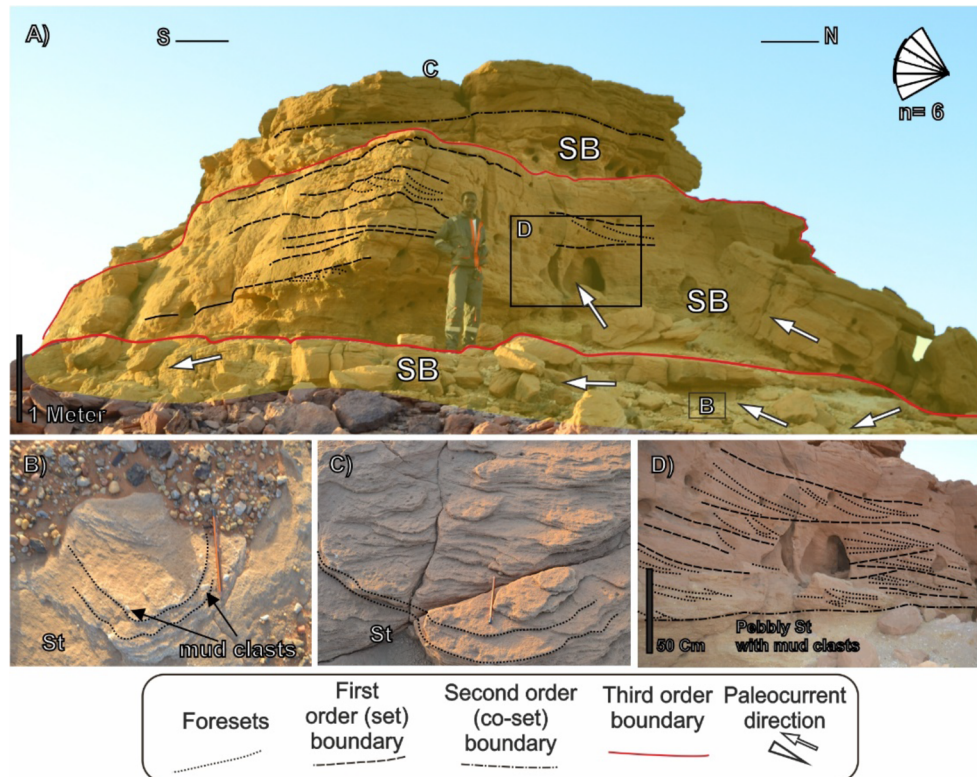 A)
S
N
C
n= 6
SB
D
SB
SB
B
1 Meter
B)
St
mud clasts
C)
St
D)
50 Cm
Pebbly St
with mud clasts
Foresets
First
order (set)
boundary
Second order
(co-set)
boundary
Third order
boundary
Paleocurrent
direction